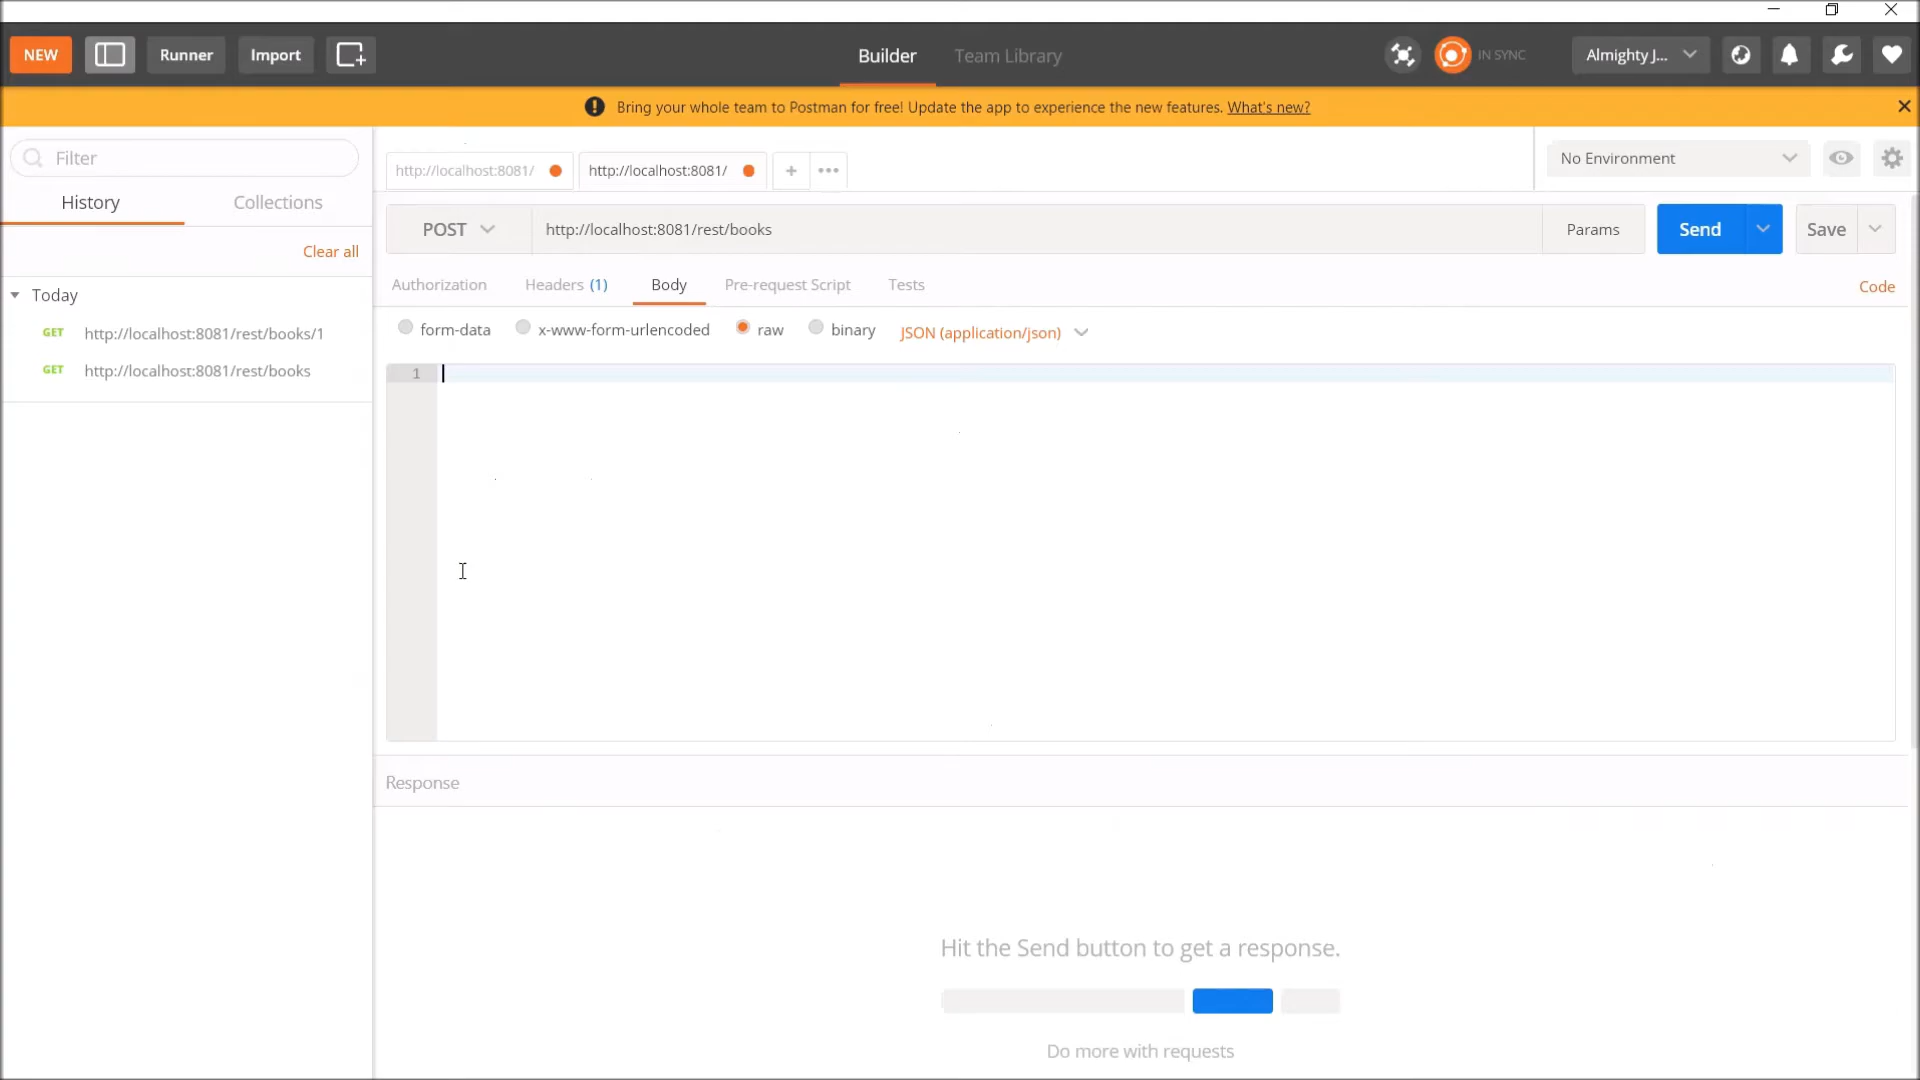 NEW Runner Import Builder Team Library IN SYNC Almighty J...
Bring your whole team to Postman for free! Update the app to experience the new features. What's new?
Filter
History Collections
Clear all
Today
GET http://localhost:8081/rest/books/1
GET http://localhost:8081/rest/books
http://localhost:8081/ http://localhost:8081/ + ••• No Environment
POST http://localhost:8081/rest/books Params Send Save
Authorization Headers (1) Body Pre-request Script Tests Code
form-data x-www-form-urlencoded raw binary JSON (application/json)
1
Response
Hit the Send button to get a response.
Do more with requests